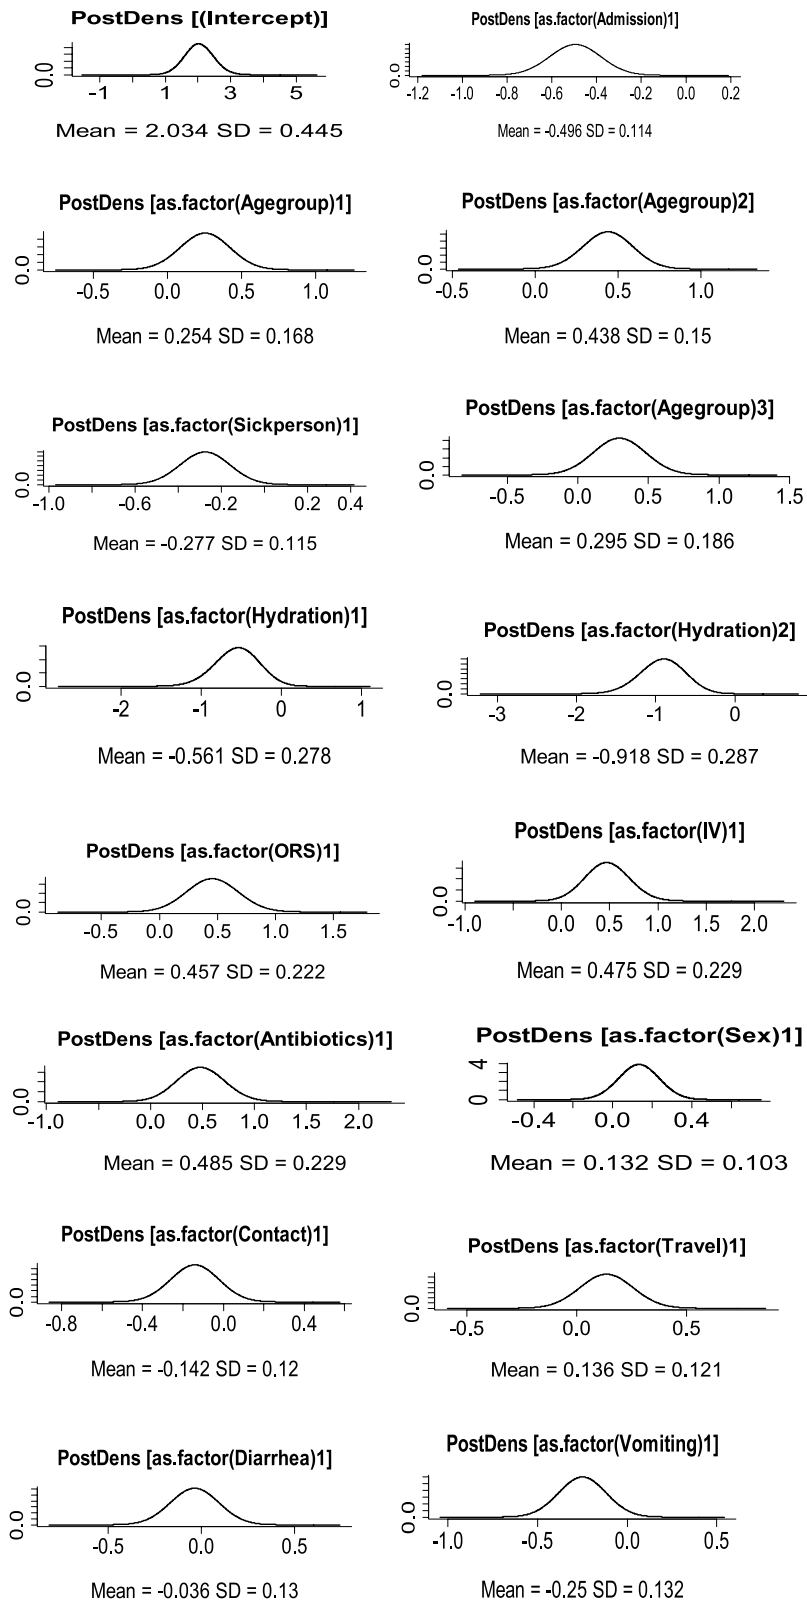 PostDens [(Intercept)]
0.0
-1 1 3 5
Mean = 2.034 SD = 0.445
PostDens [as.factor(Admission)1]
0.0
-1.2 -1.0 -0.8 -0.6 -0.4 -0.2 0.0 0.2
Mean = -0.496 SD = 0.114
PostDens [as.factor(Agegroup)1]
0.0
-0.5 0.0 0.5 1.0
Mean = 0.254 SD = 0.168
PostDens [as.factor(Agegroup)2]
0.0
-0.5 0.0 0.5 1.0
Mean = 0.438 SD = 0.15
PostDens [as.factor(Sickperson)1]
0.0
-1.0 -0.6 -0.2 0.2 0.4
Mean = -0.277 SD = 0.115
PostDens [as.factor(Agegroup)3]
0.0
-0.5 0.0 0.5 1.0 1.5
Mean = 0.295 SD = 0.186
PostDens [as.factor(Hydration)1]
0.0
-2 -1 0 1
Mean = -0.561 SD = 0.278
PostDens [as.factor(Hydration)2]
0.0
-3 -2 -1 0
Mean = -0.918 SD = 0.287
PostDens [as.factor(ORS)1]
0.0
-0.5 0.0 0.5 1.0 1.5
Mean = 0.457 SD = 0.222
PostDens [as.factor(IV)1]
0.0
-1.0 0.0 0.5 1.0 1.5 2.0
Mean = 0.475 SD = 0.229
PostDens [as.factor(Antibiotics)1]
0.0
-1.0 0.0 0.5 1.0 1.5 2.0
Mean = 0.485 SD = 0.229
PostDens [as.factor(Sex)1]
0 4
-0.4 0.0 0.4
Mean = 0.132 SD = 0.103
PostDens [as.factor(Contact)1]
0.0
-0.8 -0.4 0.0 0.4
Mean = -0.142 SD = 0.12
PostDens [as.factor(Travel)1]
0.0
-0.5 0.0 0.5
Mean = 0.136 SD = 0.121
PostDens [as.factor(Diarrhea)1]
0.0
-0.5 0.0 0.5
Mean = -0.036 SD = 0.13
PostDens [as.factor(Vomiting)1]
0.0
-1.0 -0.5 0.0 0.5
Mean = -0.25 SD = 0.132